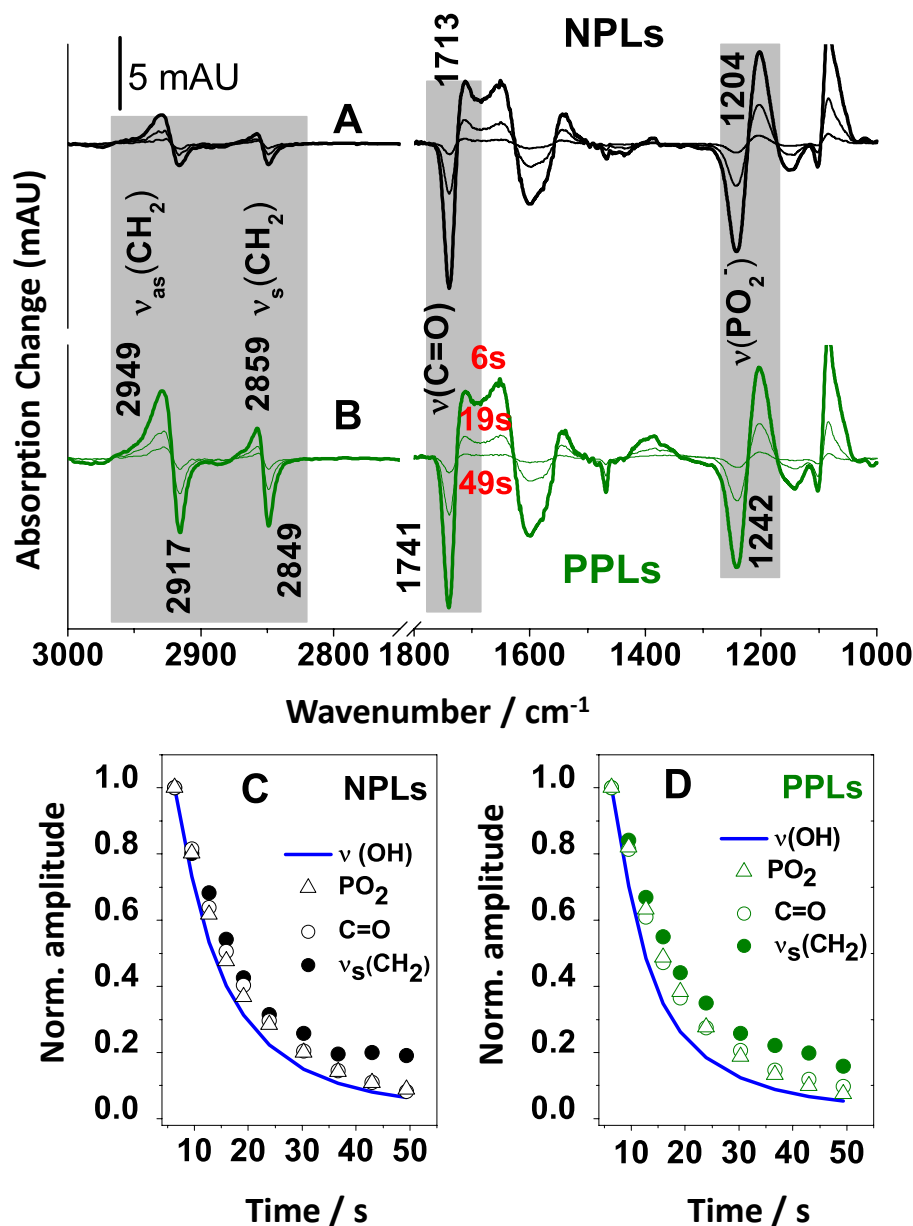 5 mAU
NPLs
A
1713
1204
νas(CH2)
νs(CH2)
ν(C=O)
ν(PO2-)
2949
2859
6s
19s
49s
B
2917
2849
1741
1242
PPLs
Absorption Change (mAU)
3000
2900
1800
1600
1400
1200
1000
Wavenumber / cm-1
C
NPLs
ν (OH)
PO2
C=O
νs(CH2)
1.0
0.8
0.6
0.4
0.2
0.0
Norm. amplitude
10
20
30
40
50
Time / s
D
PPLs
ν(OH)
PO2
C=O
νs(CH2)
1.0
0.8
0.6
0.4
0.2
0.0
Norm. amplitude
10
20
30
40
50
Time / s